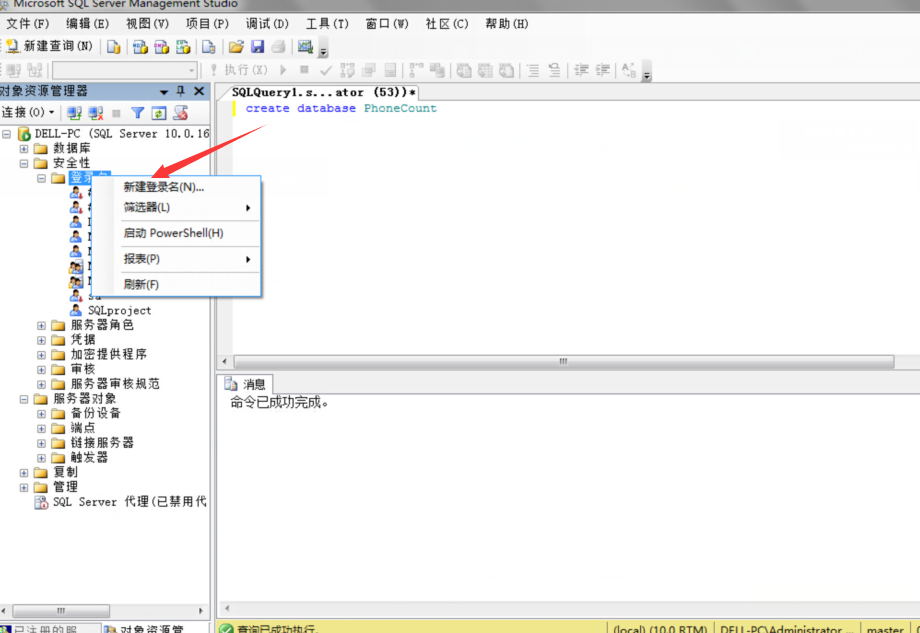 Microsoft SQL Server Management Studio
文件(F) 编辑(E) 视图(V) 项目(P) 调试(D) 工具(T) 窗口(W) 社区(C) 帮助(H)
新建查询(N)
执行(X)
对象资源管理器
连接(O)
SQLQuery1.s...ator (53))*
create database PhoneCount
DELL-PC (SQL Server 10.0.16
数据库
安全性
登录名
新建登录名(N)...
筛选器(L)
启动 PowerShell(H)
报表(P)
刷新(F)
SQLproject
服务器角色
凭据
加密提供程序
审核
服务器审核规范
服务器对象
备份设备
端点
链接服务器
触发器
复制
管理
SQL Server 代理(已禁用代
消息
命令已成功完成。
已注册的服
对象资源管
查询已成功执行。
(local) (10.0 RTM)
DELL-PC\Administrator ...
master